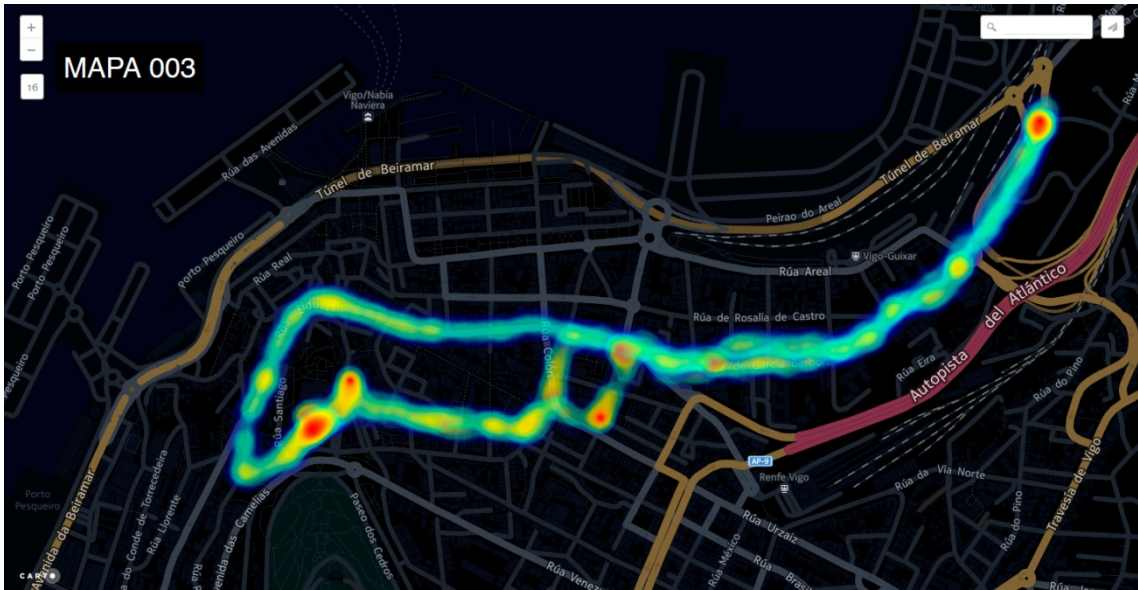 +
−
16
MAPA 003
Vigo/Nabia
Naviera
Rúa das Avenidas
Túnel de Beiramar
Túnel de Beiramar
Peirao do Areal
Vigo-Guixar
Rúa Areal
Porto Pesqueiro
Porto Pesqueiro
Porto Pesqueiro
Rúa Real
Rúa de Rosalía de Castro
Autopista del Atlántico
Rúa Colón
Rúa Eira
Rúa do Pino
Rúa Santiago
AP-9
Renfe Vigo
Rúa da Vía Norte
Rúa do Pino
Travesía de Vigo
Porto
Pesqueiro
Avenida da Beiramar
Rúa do Conde de Torrecedeira
Rúa Llorente
Avenida das Camelias
Paseo dos Cedros
Rúa Urzaiz
Rúa México
Rúa Venezuela
CARTO